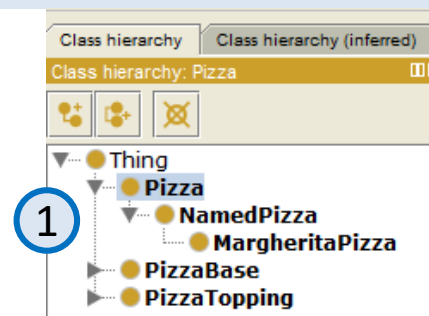 Class hierarchy Class hierarchy (inferred)
Class hierarchy: Pizza
Thing
Pizza
1 NamedPizza
MargheritaPizza
PizzaBase
PizzaTopping